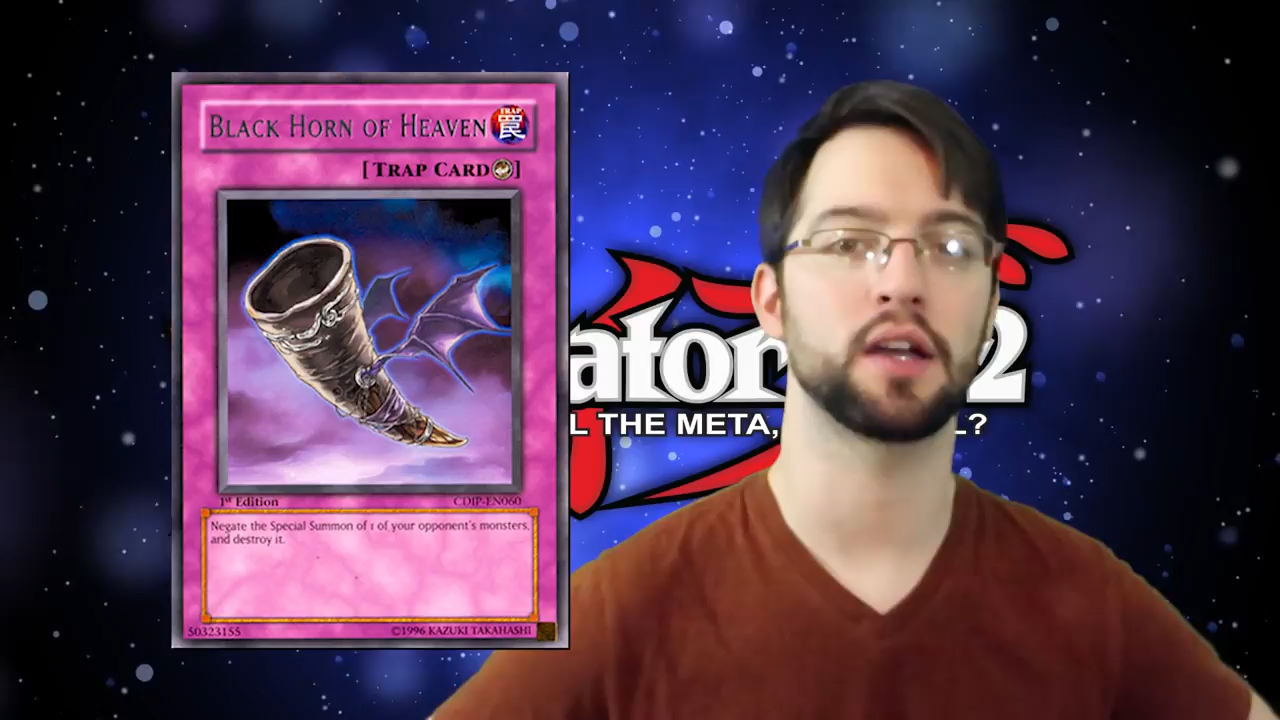 BLACK HORN OF HEAVEN
TRAP
罠
[TRAP CARD]
1st Edition
CDIP-EN060
Negate the Special Summon of 1 of your opponent's monsters,
and destroy it.
50323155
©1996 KAZUKI TAKAHASHI
THE META,